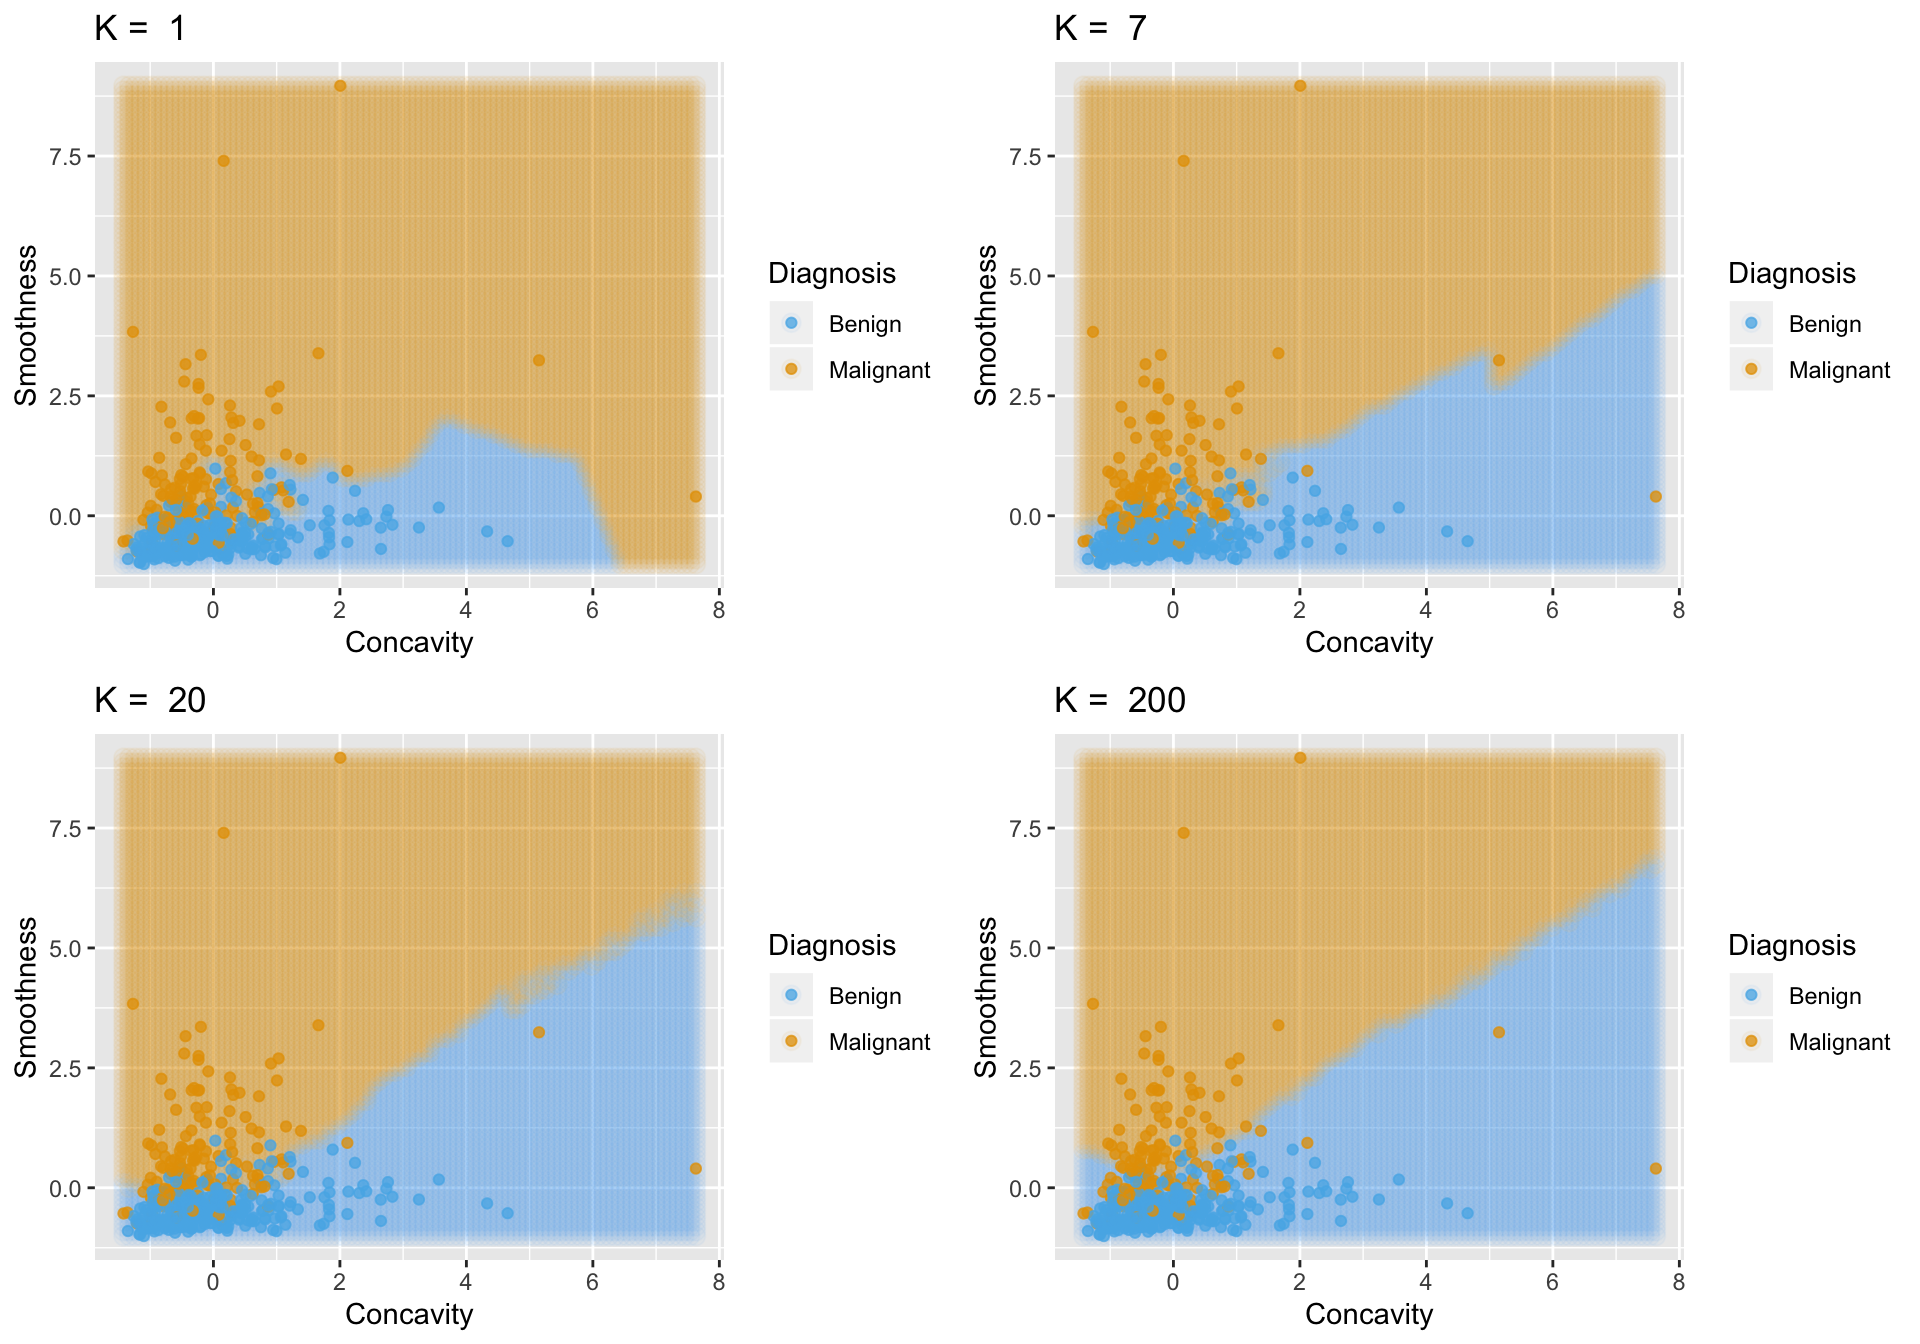 K =  1
7.5
5.0
2.5
0.0
Smoothness
0 2 4 6 8
Concavity
Diagnosis
Benign
Malignant
K =  7
7.5
5.0
2.5
0.0
Smoothness
0 2 4 6 8
Concavity
Diagnosis
Benign
Malignant
K =  20
7.5
5.0
2.5
0.0
Smoothness
0 2 4 6 8
Concavity
Diagnosis
Benign
Malignant
K =  200
7.5
5.0
2.5
0.0
Smoothness
0 2 4 6 8
Concavity
Diagnosis
Benign
Malignant